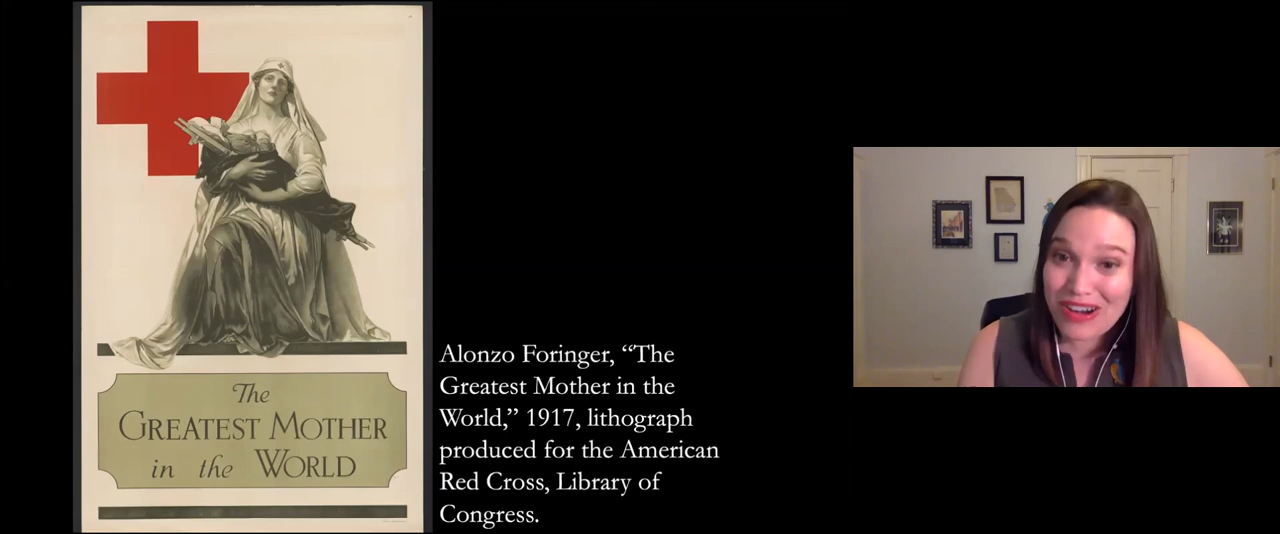 The
GREATEST MOTHER
in the WORLD
Alonzo Foringer, “The
Greatest Mother in the
World,” 1917, lithograph
produced for the American
Red Cross, Library of
Congress.